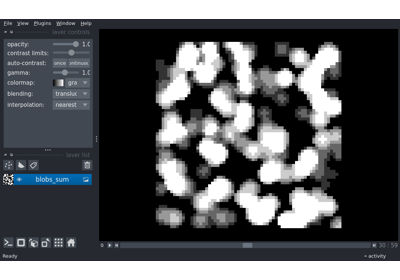 File View Plugins Window Help
layer controls
opacity: 1.0
contrast limits:
auto-contrast: once
gamma: 1.0
colormap: gra
blending: translu
interpolation: nearest
layer list
blobs_sum
0 30 59
Ready activity